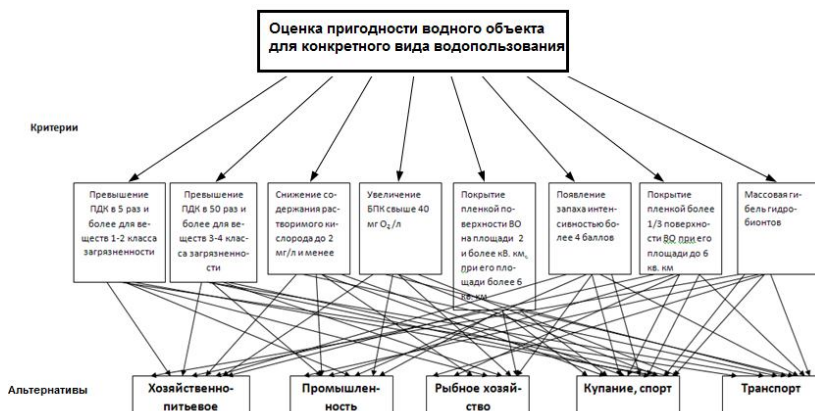 Оценка пригодности водного объекта
для конкретного вида водопользования
Критерии
Превышение
ПДК в 5 раз и
более для ве-
ществ 1-2 класса
загрязненности
Превышение
ПДК в 50 раз и
более для ве-
ществ 3-4 клас-
са загрязненно-
сти
Снижение со-
держания рас-
творимого ки-
слорода до 2
мг/л и менее
Увеличение
БПК свыше 40
мг О₂/л
Покрытие
пленкой по-
верхности ВО
на площади 2
и более кВ. км,
при его пло-
щади более 6
кв. км
Появление
запаха интен-
сивностью бо-
лее 4 баллов
Покрытие
пленкой более
1/3 поверхно-
сти ВО при его
площади до 6
кв. км
Массовая ги-
бель гидро-
бионтов
Альтернативы
Хозяйственно-
питьевое
Промышлен-
ность
Рыбное хозяй-
ство
Купание, спорт
Транспорт